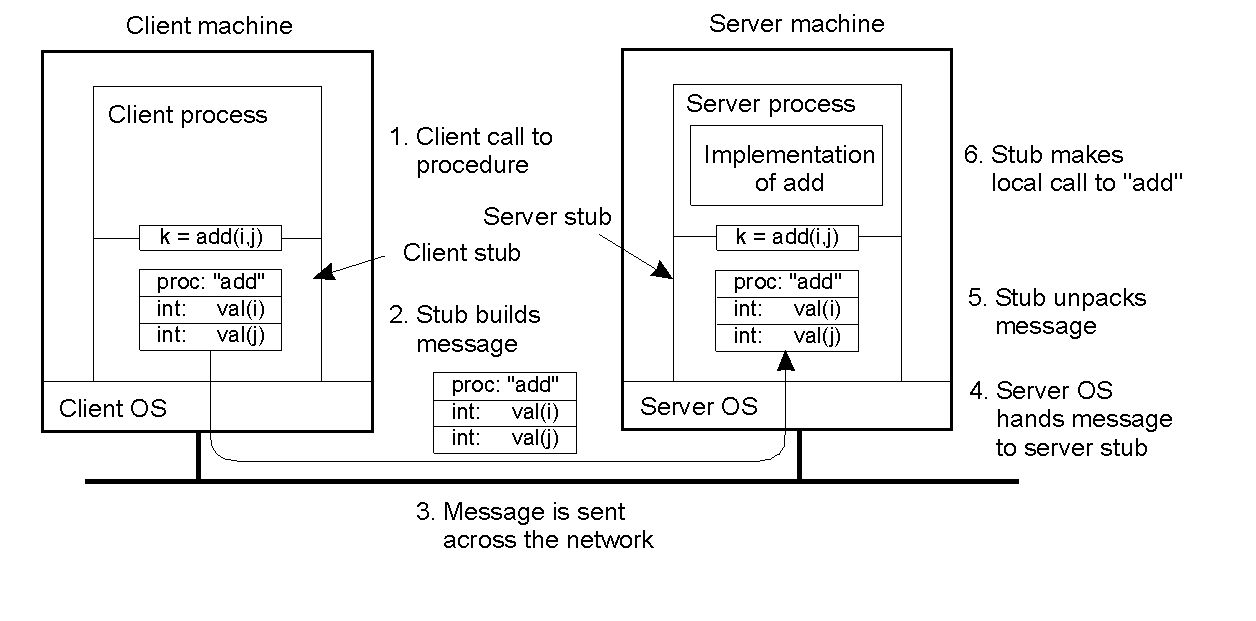 Client machine
Client process
k = add(i,j)
proc: "add"
int: val(i)
int: val(j)
Client OS
1. Client call to
procedure
Client stub
2. Stub builds
message
proc: "add"
int: val(i)
int: val(j)
3. Message is sent
across the network
Server machine
Server process
Implementation
of add
Server stub
k = add(i,j)
proc: "add"
int: val(i)
int: val(j)
Server OS
6. Stub makes
local call to "add"
5. Stub unpacks
message
4. Server OS
hands message
to server stub